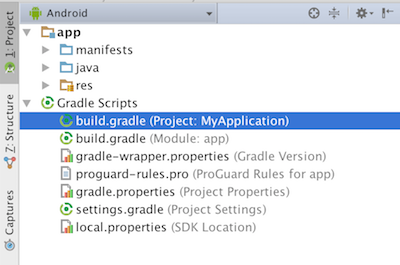 Android
1: Project
app
manifests
java
res
Gradle Scripts
build.gradle (Project: MyApplication)
build.gradle (Module: app)
gradle-wrapper.properties (Gradle Version)
proguard-rules.pro (ProGuard Rules for app)
gradle.properties (Project Properties)
settings.gradle (Project Settings)
local.properties (SDK Location)
Z: Structure
Captures